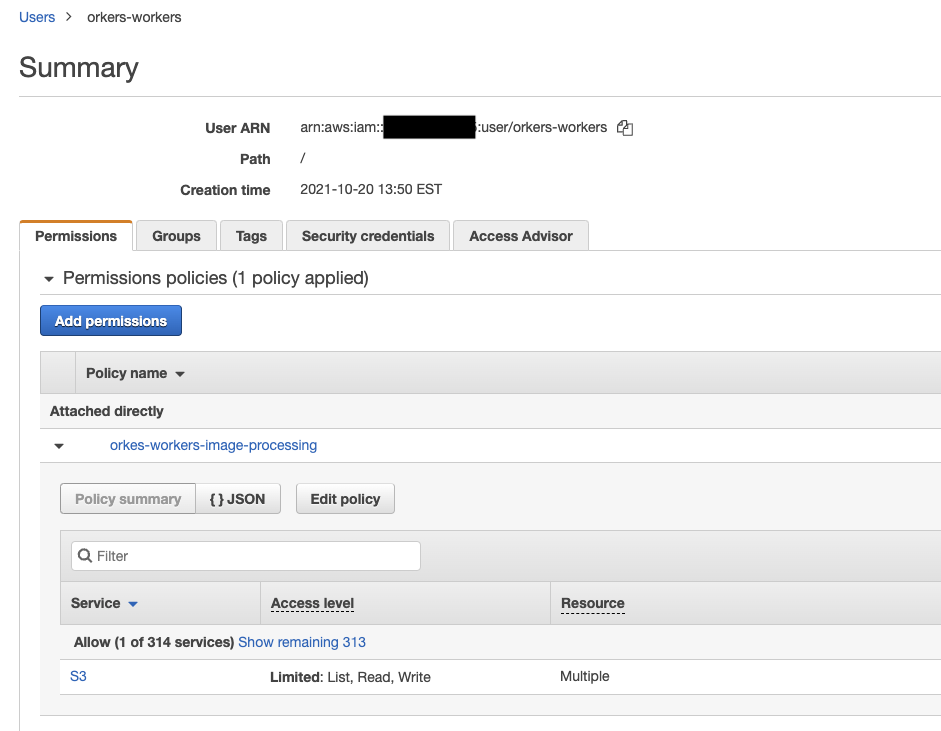 Users > orkers-workers
Summary
User ARN arn:aws:iam:: :user/orkers-workers
Path /
Creation time 2021-10-20 13:50 EST
Permissions Groups Tags Security credentials Access Advisor
Permissions policies (1 policy applied)
Add permissions
Policy name
Attached directly
orkes-workers-image-processing
Policy summary { } JSON Edit policy
Filter
Service Access level Resource
Allow (1 of 314 services) Show remaining 313
S3 Limited: List, Read, Write Multiple